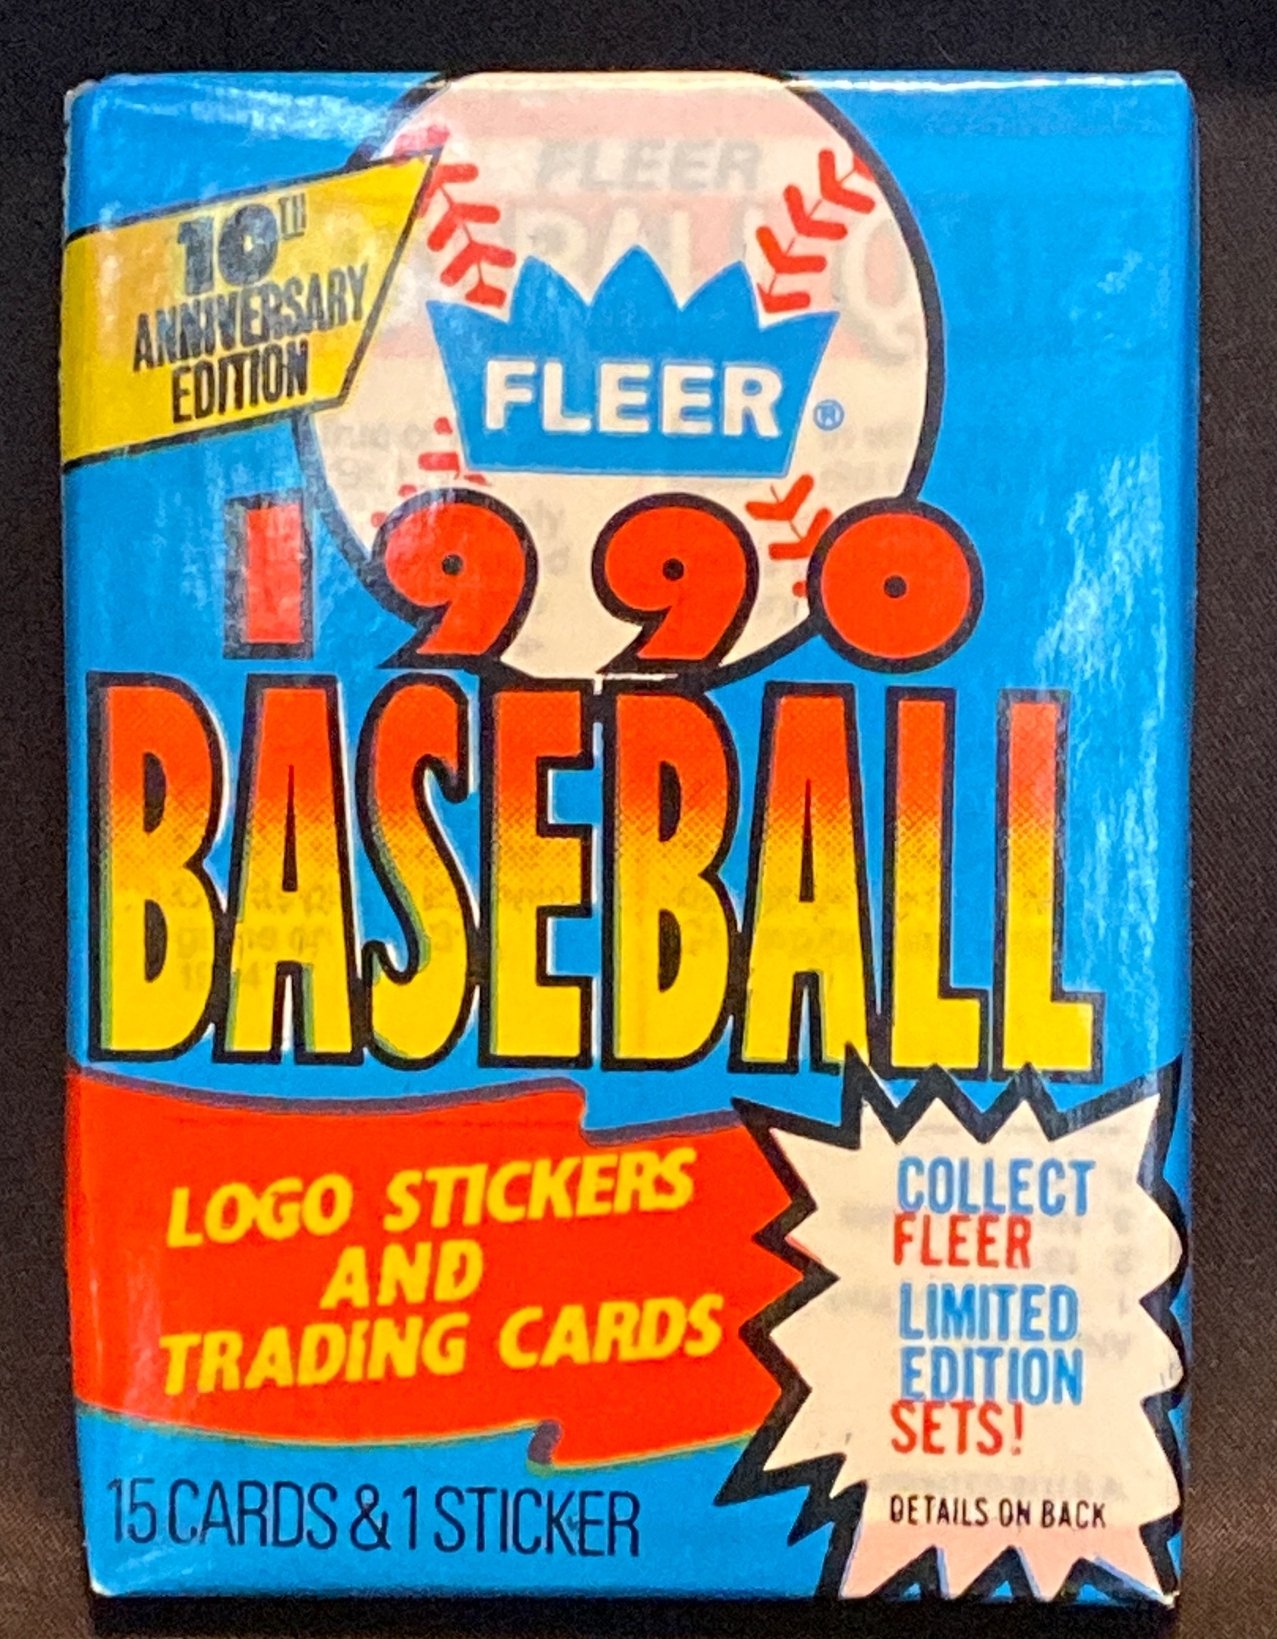 10TH
ANNIVERSARY
EDITION
FLEER
FLEER®
1990
BASEBALL
LOGO STICKERS
AND
TRADING CARDS
COLLECT
FLEER
LIMITED
EDITION
SETS!
DETAILS ON BACK
15 CARDS & 1 STICKER